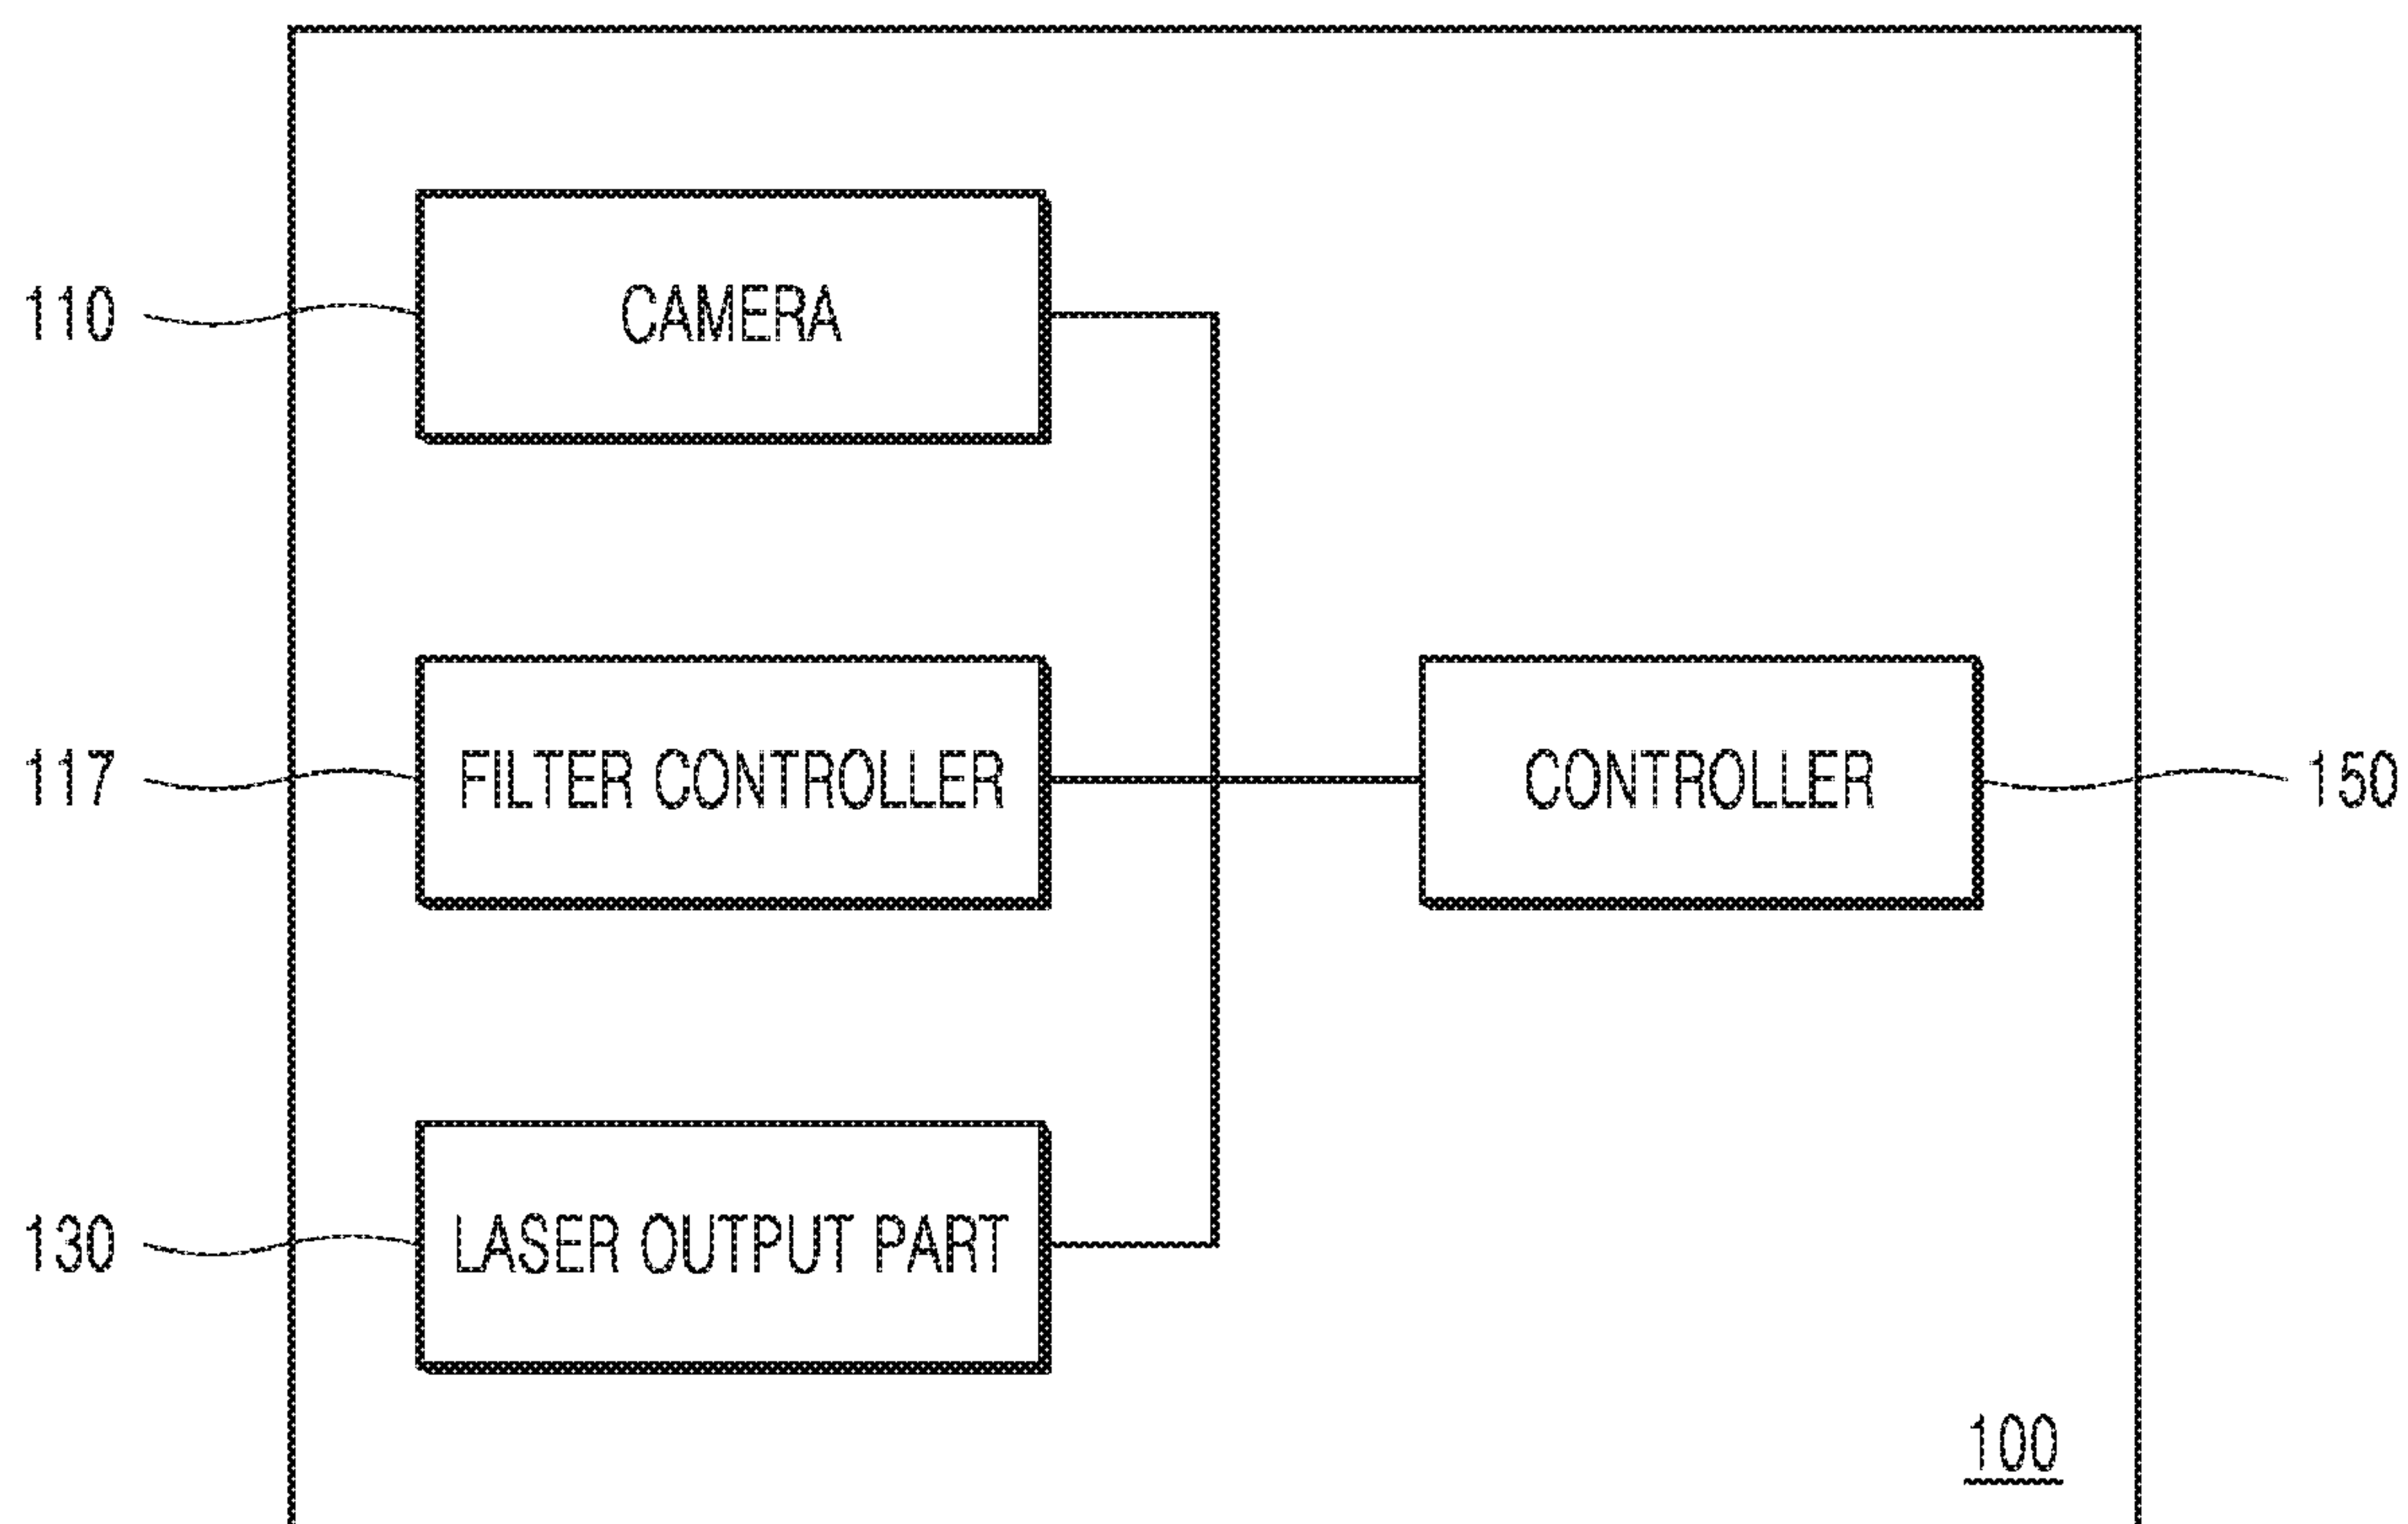 110
CAMERA
117
FILTER CONTROLLER
CONTROLLER
150
130
LASER OUTPUT PART
100